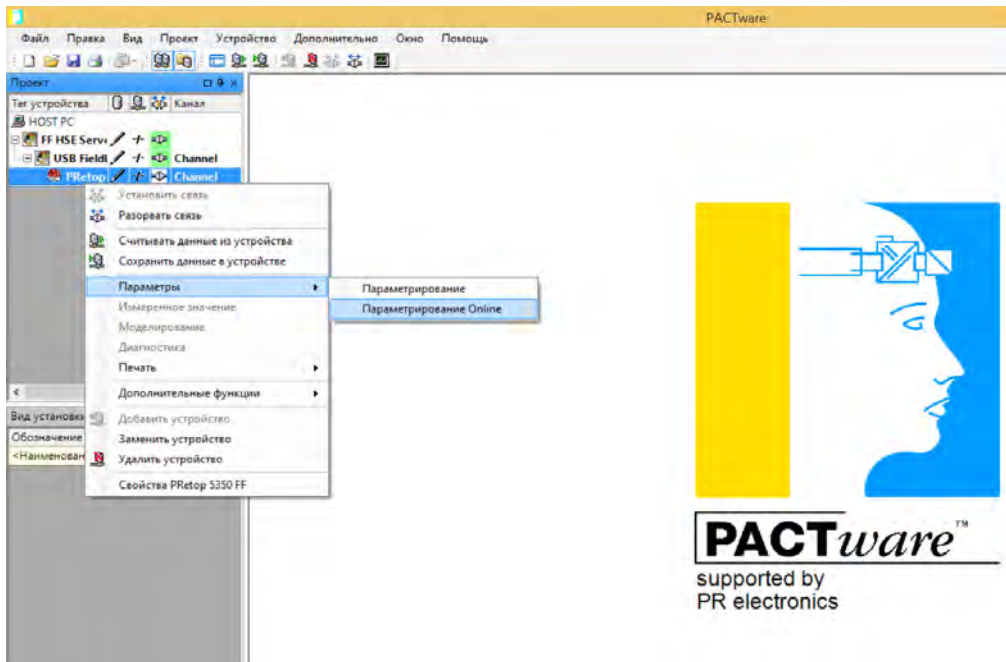 PACTware
Файл Правка Вид Проект Устройство Дополнительно Окно Помощь
Проект
Тег устройства Канал
HOST PC
FF HSE Serve
USB Fieldl Channel
PRetop Channel
Установить связь
Разорвать связь
Считывать данные из устройства
Сохранить данные в устройстве
Параметры
Параметрирование
Измеренное значение
Параметрирование Online
Моделирование
Диагностика
Печать
Дополнительные функции
Вид установки
Добавить устройство
Обозначение
Заменить устройство
<Наименован
Удалить устройство
Свойства PRetop 5350 FF
PACTware™
supported by
PR electronics